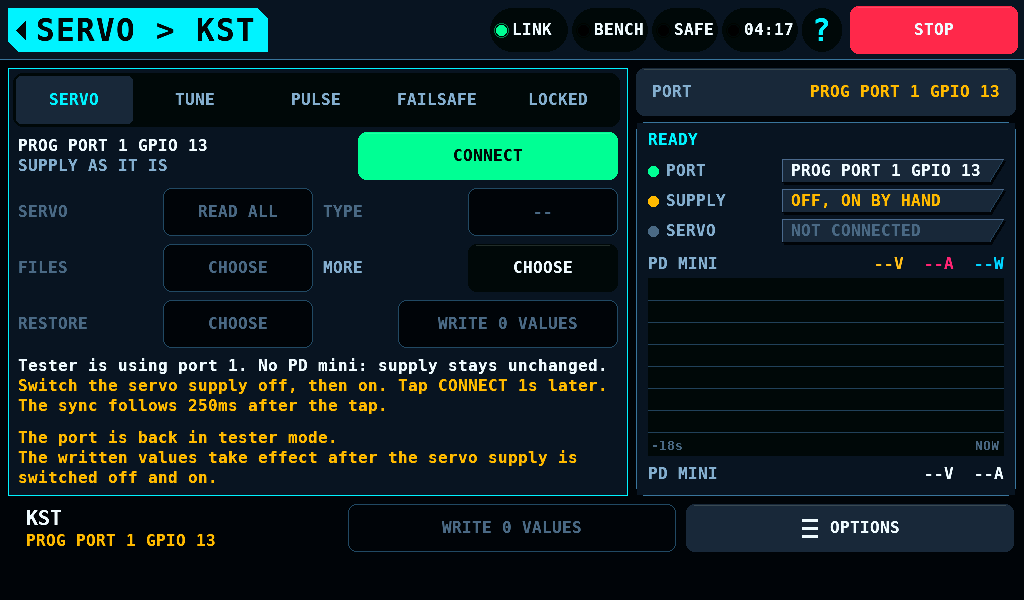 SERVO > KST
LINK
BENCH
SAFE
04:17
?
STOP
SERVO
TUNE
PULSE
FAILSAFE
LOCKED
PROG PORT 1 GPIO 13
SUPPLY AS IT IS
CONNECT
SERVO
READ ALL
TYPE
--
FILES
CHOOSE
MORE
CHOOSE
RESTORE
CHOOSE
WRITE 0 VALUES
Tester is using port 1. No PD mini: supply stays unchanged.
Switch the servo supply off, then on. Tap CONNECT 1s later.
The sync follows 250ms after the tap.
The port is back in tester mode.
The written values take effect after the servo supply is
switched off and on.
PORT
PROG PORT 1 GPIO 13
READY
PORT
PROG PORT 1 GPIO 13
SUPPLY
OFF, ON BY HAND
SERVO
NOT CONNECTED
PD MINI
--V
--A
--W
-18s
NOW
PD MINI
--V
--A
KST
PROG PORT 1 GPIO 13
WRITE 0 VALUES
OPTIONS